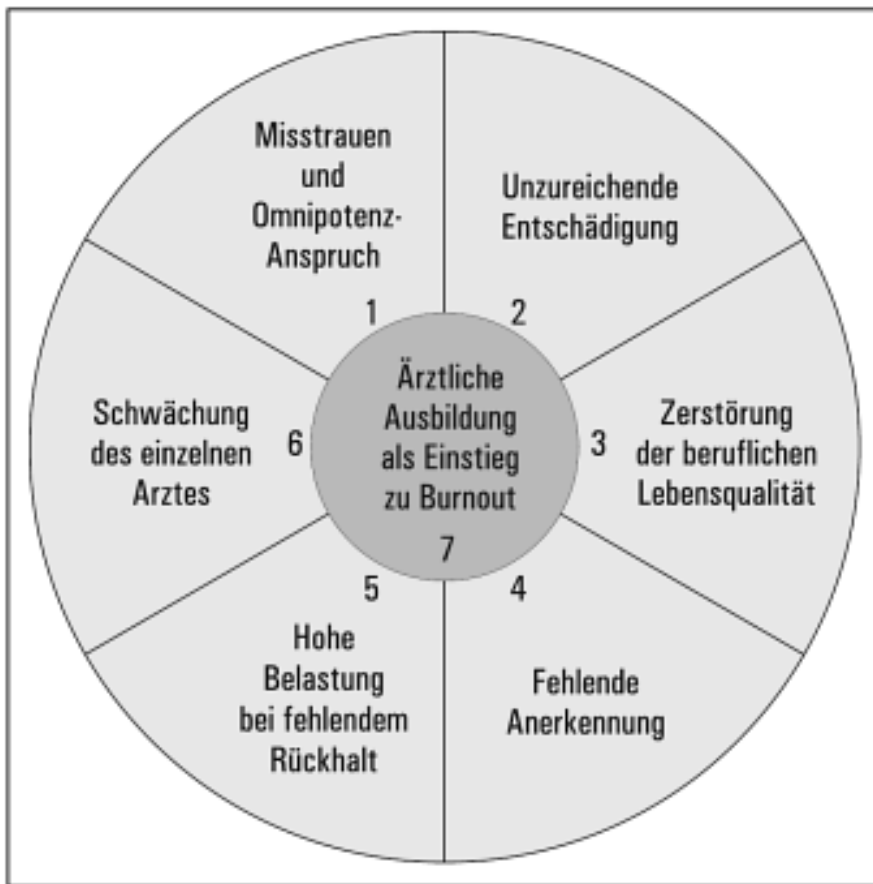 Misstrauen
und
Omnipotenz-
Anspruch
1
Unzureichende
Entschädigung
2
Zerstörung
der beruflichen
Lebensqualität
3
Fehlende
Anerkennung
4
Hohe
Belastung
bei fehlendem
Rückhalt
5
Schwächung
des einzelnen
Arztes
6
Ärztliche
Ausbildung
als Einstieg
zu Burnout
7